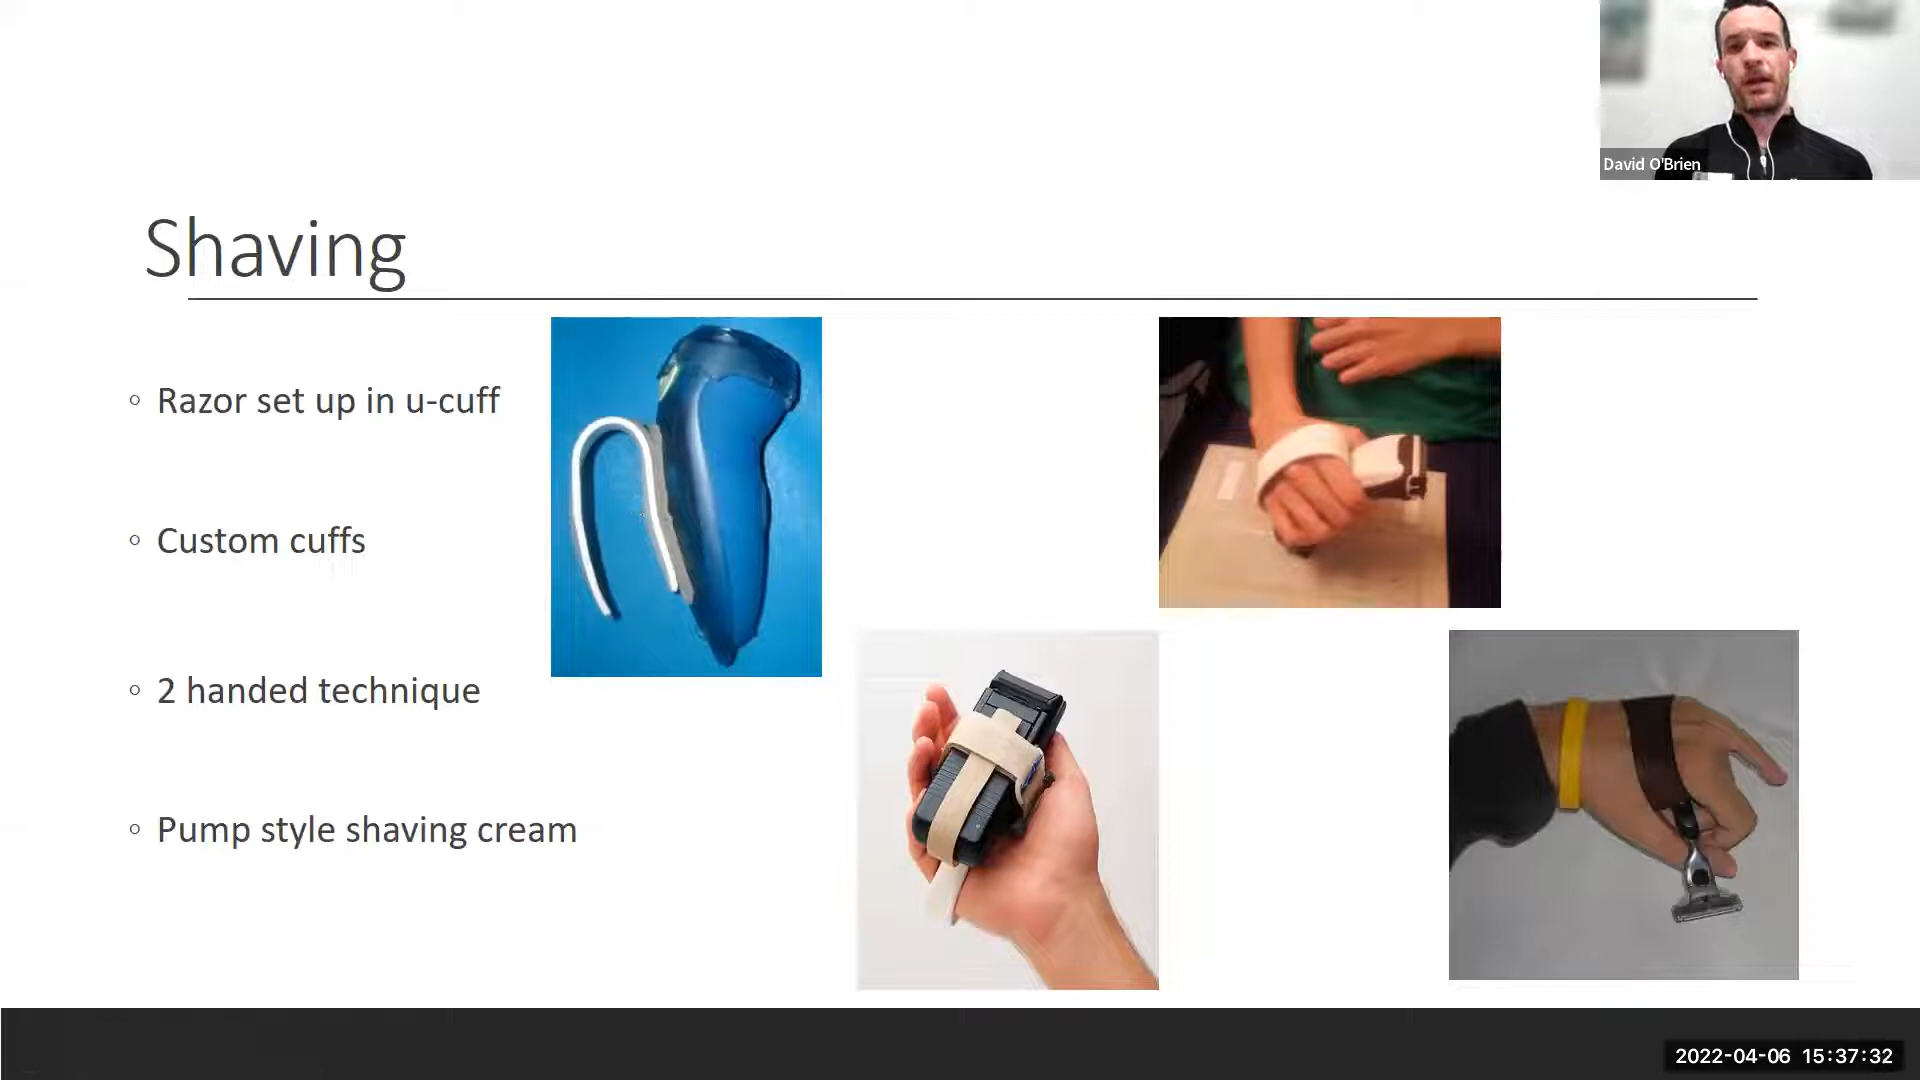 David O'Brien
Shaving
◦ Razor set up in u-cuff
◦ Custom cuffs
◦ 2 handed technique
◦ Pump style shaving cream
2022-04-06 15:37:32